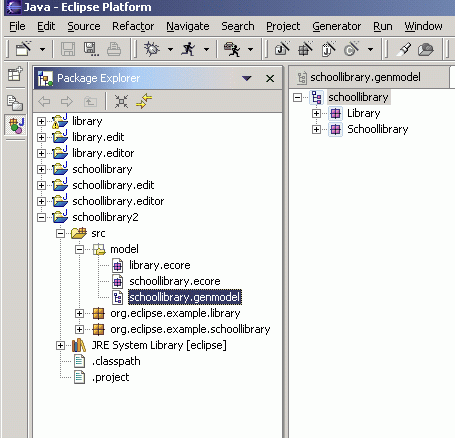 Java - Eclipse Platform
File Edit Source Refactor Navigate Search Project Generator Run Window
Package Explorer
library
library.edit
library.editor
schoollibrary
schoollibrary.edit
schoollibrary.editor
schoollibrary2
src
model
library.ecore
schoollibrary.ecore
schoollibrary.genmodel
org.eclipse.example.library
org.eclipse.example.schoollibrary
JRE System Library [eclipse]
.classpath
.project
schoollibrary.genmodel
schoollibrary
Library
Schoollibrary